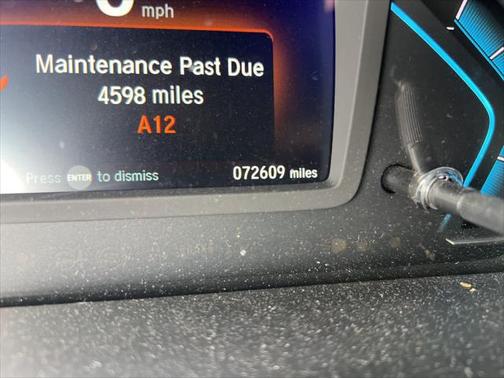 mph
Maintenance Past Due
4598 miles
A12
Press ENTER to dismiss
072609 miles